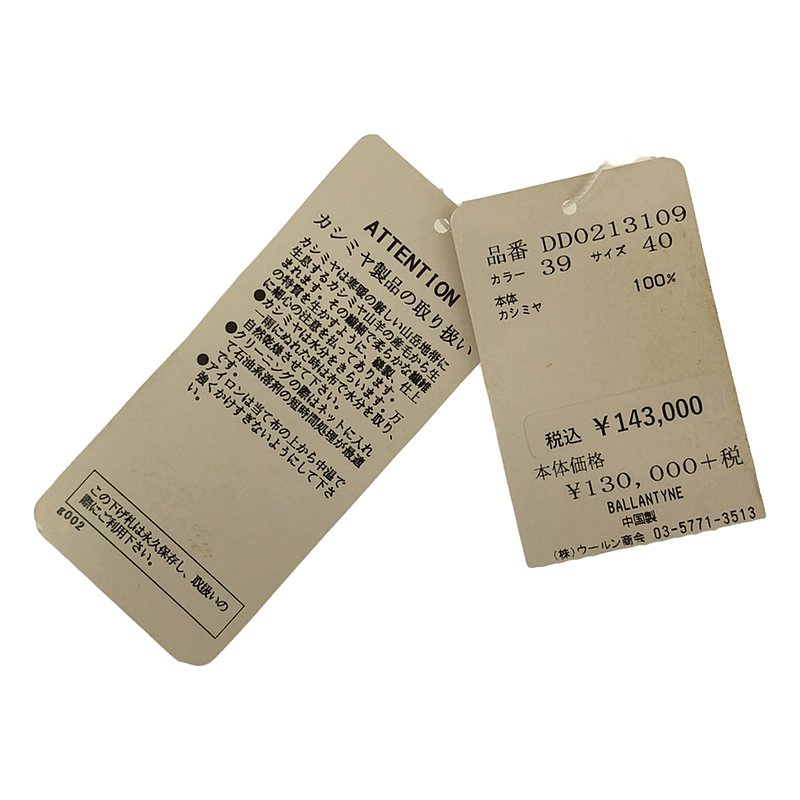 ATTENTION
カシミヤ製品の取り扱い
カシミヤは寒暖の厳しい山岳地帯に
生息するカシミヤ山羊の産毛から生
まれます。その繊細で柔らかな繊維
の特質を生かすように、縫製、仕上
に細心の注意を払ってあります。
●カシミヤは水分をきらいます。万
一雨にぬれた時は布で水分を取り、
自然乾燥させて下さい。
●クリーニングの際はネットに入れ
て石油系溶剤の短時間処理が最適
です。
●アイロンは当て布の上から中温で
強くかけすぎないようにして下さ
い。
この下げ札は永久保存し、取扱いの
際にご利用下さい。
g002
品番 DD0213109
カラー 39 サイズ 40
本体 100%
カシミヤ
税込 ¥143,000
本体価格
¥130,000+税
BALLANTYNE
中国製
(株)ウールン商会 03-5771-3513